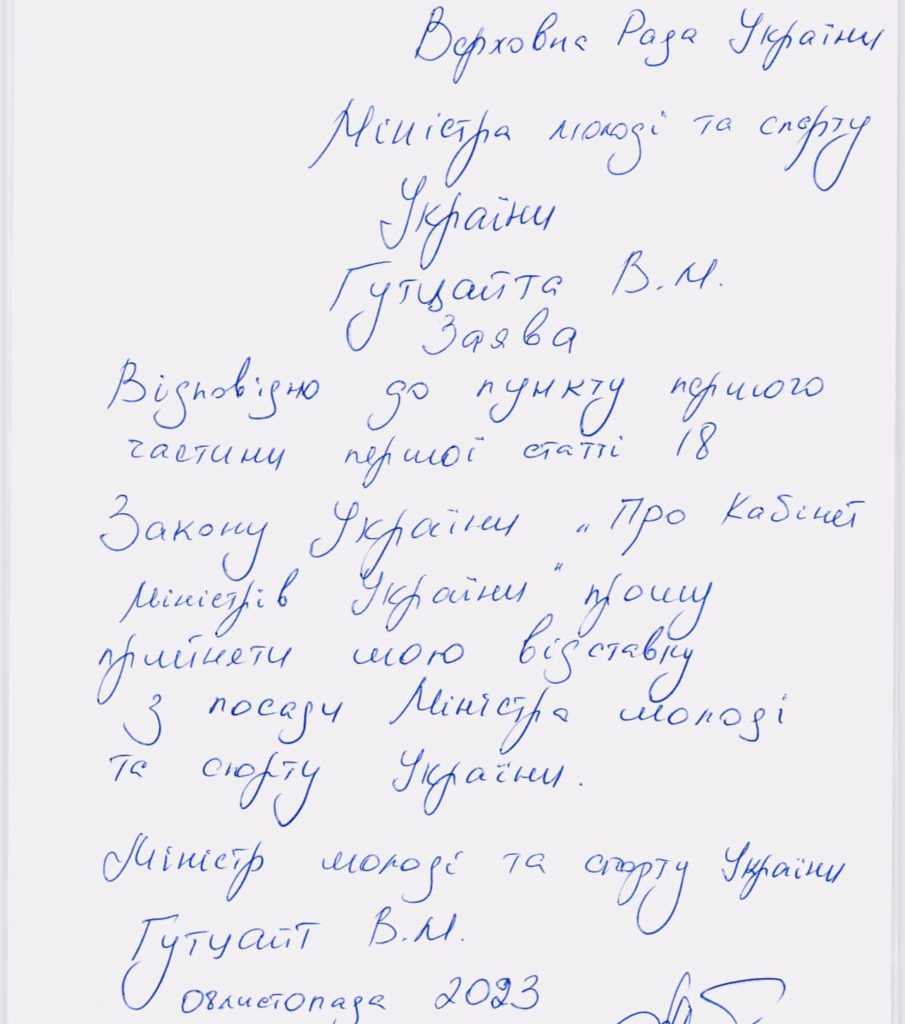 Верховна Рада України
Міністра молоді та спорту
України
Гутцайта В.М.
Заява
Відповідно до пункту першого
частини першої статті 18
Закону України „Про Кабінет
Міністрів України" прошу
прийняти мою відставку
з посади Міністра молоді
та спорту України.
Міністр молоді та спорту України
Гутцайт В.М.
08 листопада 2023